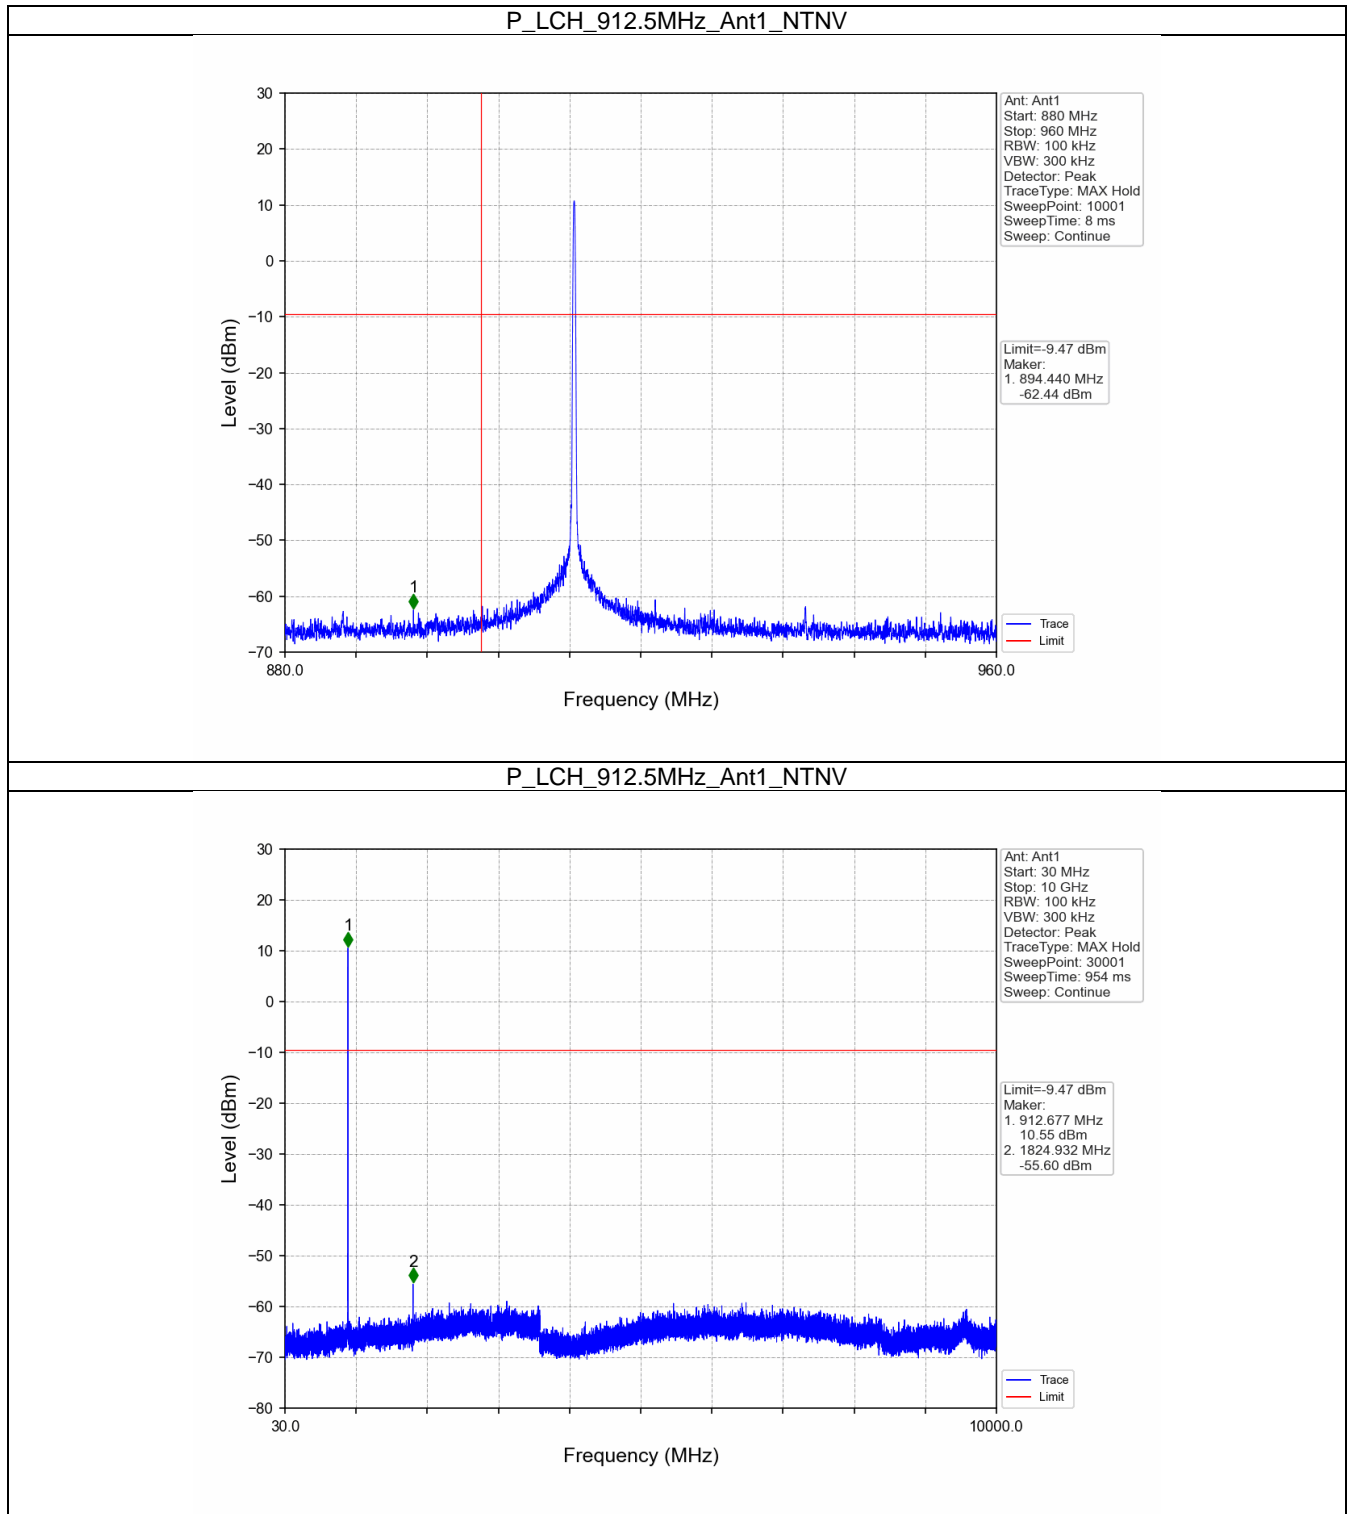 P_LCH_912.5MHz_Ant1_NTNV
30
20
10
0
−10
−20
−30
−40
−50
−60
−70
Level (dBm)
1
880.0
960.0
Frequency (MHz)
Ant: Ant1
Start: 880 MHz
Stop: 960 MHz
RBW: 100 kHz
VBW: 300 kHz
Detector: Peak
TraceType: MAX Hold
SweepPoint: 10001
SweepTime: 8 ms
Sweep: Continue
Limit=-9.47 dBm
Maker:
1. 894.440 MHz
-62.44 dBm
Trace
Limit
P_LCH_912.5MHz_Ant1_NTNV
30
20
10
0
−10
−20
−30
−40
−50
−60
−70
−80
Level (dBm)
1
2
30.0
10000.0
Frequency (MHz)
Ant: Ant1
Start: 30 MHz
Stop: 10 GHz
RBW: 100 kHz
VBW: 300 kHz
Detector: Peak
TraceType: MAX Hold
SweepPoint: 30001
SweepTime: 954 ms
Sweep: Continue
Limit=-9.47 dBm
Maker:
1. 912.677 MHz
10.55 dBm
2. 1824.932 MHz
-55.60 dBm
Trace
Limit